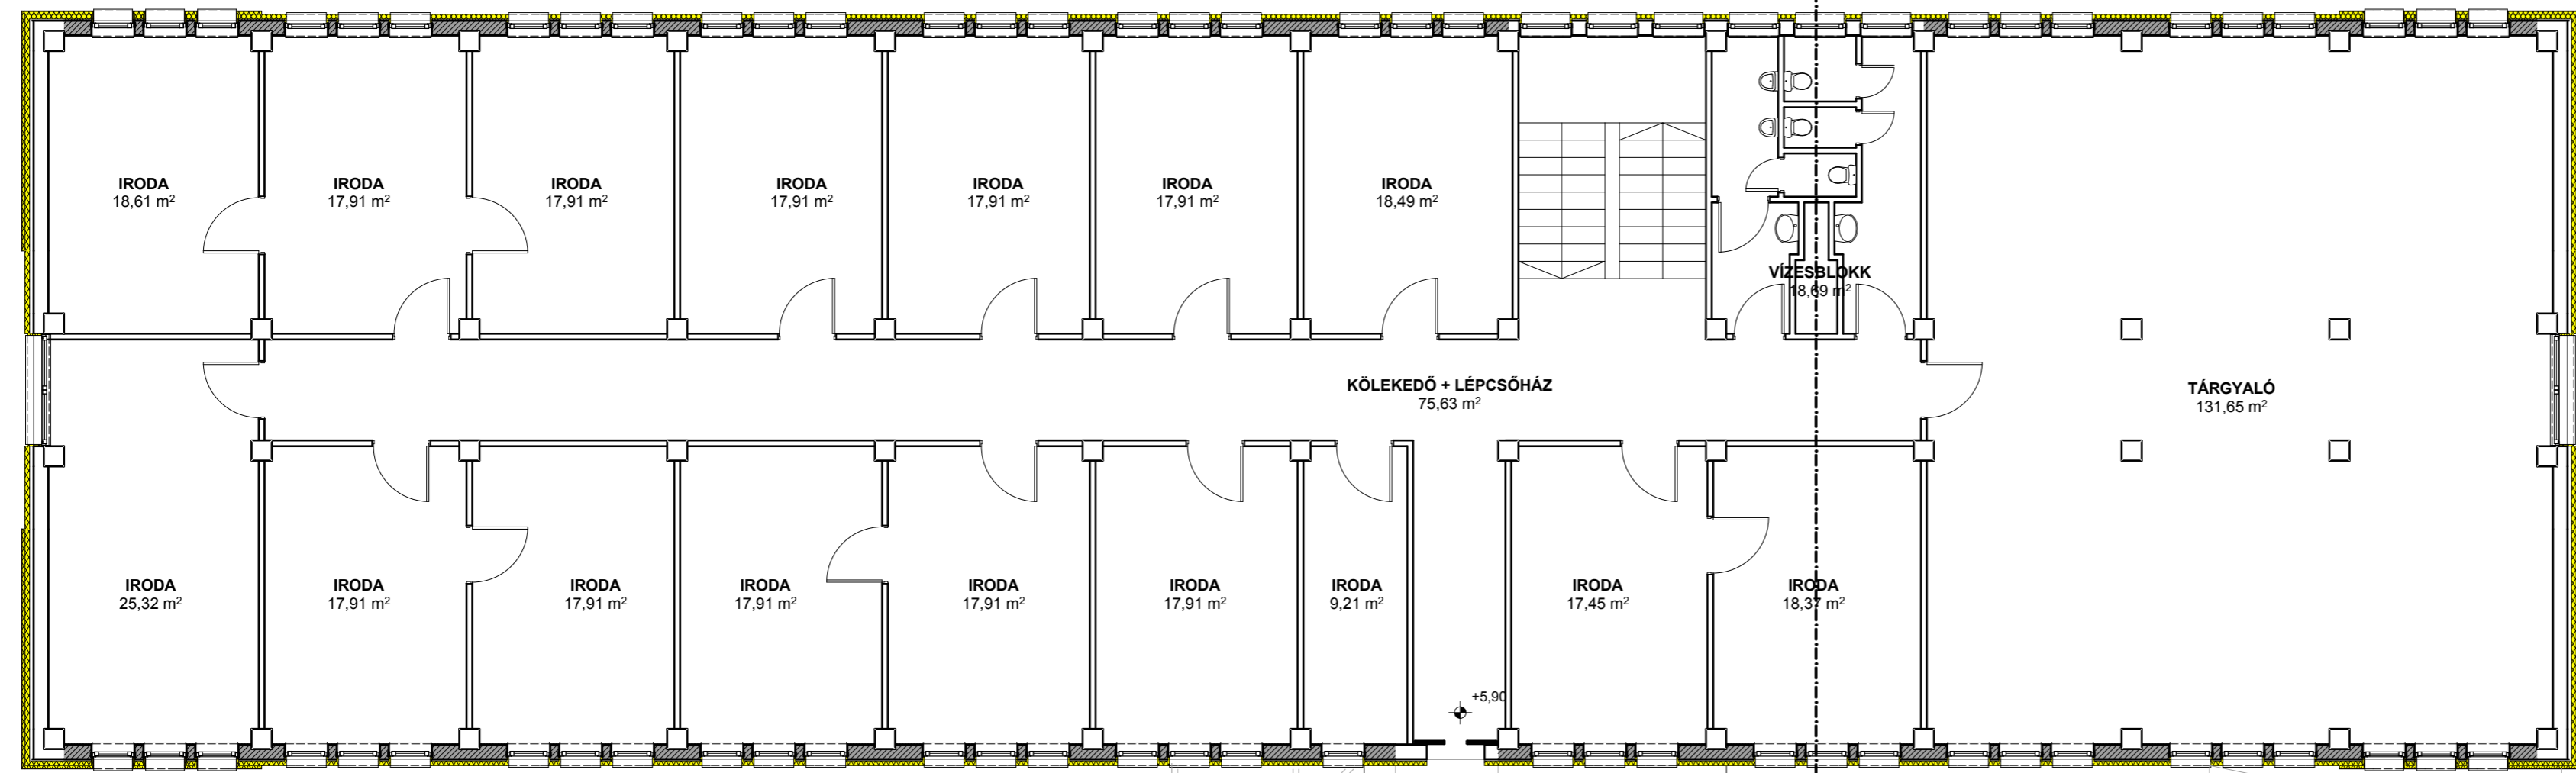 IRODA
18,61 m²
IRODA
17,91 m²
IRODA
17,91 m²
IRODA
17,91 m²
IRODA
17,91 m²
IRODA
17,91 m²
IRODA
18,49 m²
VÍZESBLOKK
18,69 m²
KÖLEKEDŐ + LÉPCSŐHÁZ
75,63 m²
TÁRGYALÓ
131,65 m²
IRODA
25,32 m²
IRODA
17,91 m²
IRODA
17,91 m²
IRODA
17,91 m²
IRODA
17,91 m²
IRODA
17,91 m²
IRODA
9,21 m²
IRODA
17,45 m²
IRODA
18,37 m²
+5,90